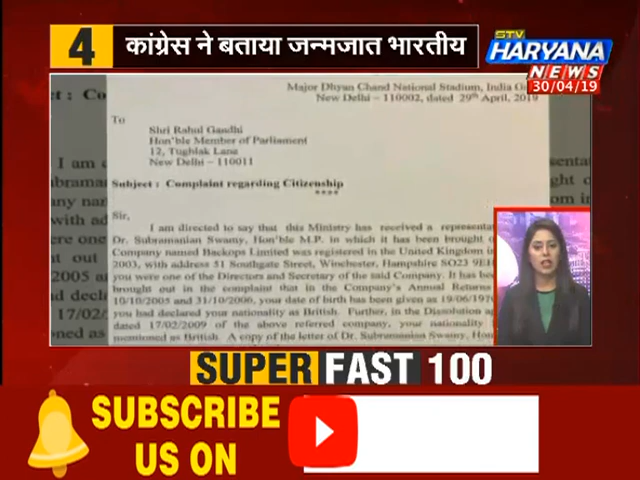 4 कांग्रेस ने बताया जन्मजात भारतीय
STV
HARYANA
NEWS
30/04/19
Major Dhyan Chand National Stadium, India G
New Delhi – 110002, dated 29th April, 2019
To
Shri Rahul Gandhi
Hon'ble Member of Parliament
12, Tughlak Lane
New Delhi – 110011
Subject : Complaint regarding Citizenship
****
Sir,
I am directed to say that this Ministry has received a
Dr. Subramanian Swamy, Hon'ble M.P. in which it has been brought
Company named Backops Limited was registered in the United Kingdom
2003, with address 51 Southgate Street, Winchester, Hampshire SO23
you were one of the Directors and Secretary of the said Company. It has
brought out in the complaint that in the Company's Annual Returns
10/10/2005 and 31/10/2006, your date of birth has been given as
you had declared your nationality as British. Further, in the Dissolution
dated 17/02/2009 of the above referred company, your nationality
mentioned as British. A copy of the letter of Dr. Subramanian Swamy,
SUPER FAST 100
SUBSCRIBE
US ON